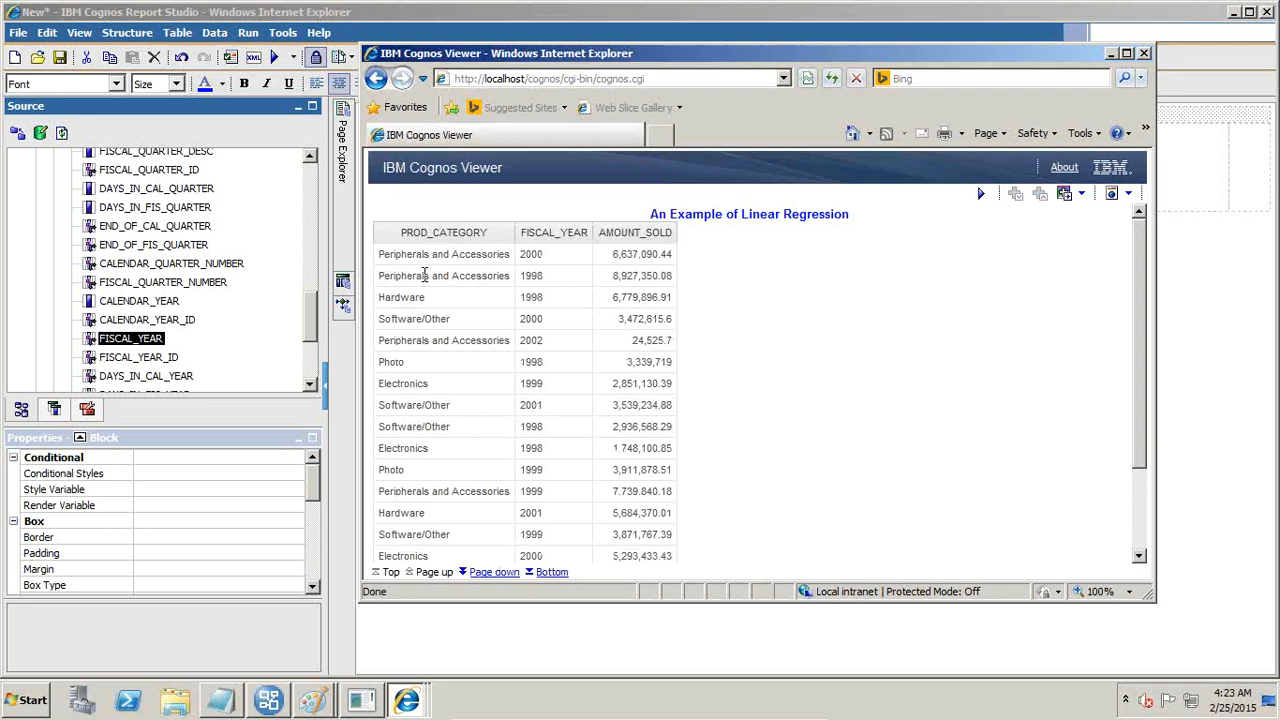 New* - IBM Cognos Report Studio - Windows Internet Explorer
File Edit View Structure Table Data Run Tools Help
Font Size
Source
FISCAL_QUARTER_DESC
FISCAL_QUARTER_ID
DAYS_IN_CAL_QUARTER
DAYS_IN_FIS_QUARTER
END_OF_CAL_QUARTER
END_OF_FIS_QUARTER
CALENDAR_QUARTER_NUMBER
FISCAL_QUARTER_NUMBER
CALENDAR_YEAR
CALENDAR_YEAR_ID
FISCAL_YEAR
FISCAL_YEAR_ID
DAYS_IN_CAL_YEAR
Properties - Block
Conditional
Conditional Styles
Style Variable
Render Variable
Box
Border
Padding
Margin
Box Type
Page Explorer
IBM Cognos Viewer - Windows Internet Explorer
http://localhost/cognos/cgi-bin/cognos.cgi
Bing
Favorites Suggested Sites Web Slice Gallery
IBM Cognos Viewer
Page Safety Tools
IBM Cognos Viewer About IBM
An Example of Linear Regression
PROD_CATEGORY FISCAL_YEAR AMOUNT_SOLD
Peripherals and Accessories 2000 6,637,090.44
Peripherals and Accessories 1998 8,927,350.08
Hardware 1998 6,779,896.91
Software/Other 2000 3,472,615.6
Peripherals and Accessories 2002 24,525.7
Photo 1998 3,339,719
Electronics 1999 2,851,130.39
Software/Other 2001 3,539,234.88
Software/Other 1998 2,936,568.29
Electronics 1998 1,748,100.85
Photo 1999 3,911,878.51
Peripherals and Accessories 1999 7,739,840.18
Hardware 2001 5,684,370.01
Software/Other 1999 3,871,767.39
Electronics 2000 5,293,433.43
Top Page up Page down Bottom
Done Local intranet | Protected Mode: Off 100%
Start
4:23 AM
2/25/2015